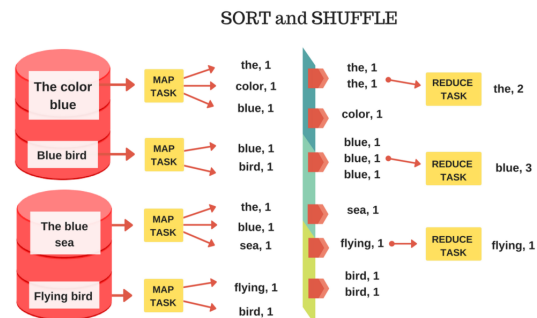 SORT and SHUFFLE
The color
blue
MAP
TASK
the, 1
color, 1
blue, 1
Blue bird
MAP
TASK
blue, 1
bird, 1
The blue
sea
MAP
TASK
the, 1
blue, 1
sea, 1
Flying bird
MAP
TASK
flying, 1
bird, 1
the, 1
the, 1
REDUCE
TASK
the, 2
color, 1
blue, 1
blue, 1
blue, 1
REDUCE
TASK
blue, 3
sea, 1
flying, 1
REDUCE
TASK
flying, 1
bird, 1
bird, 1